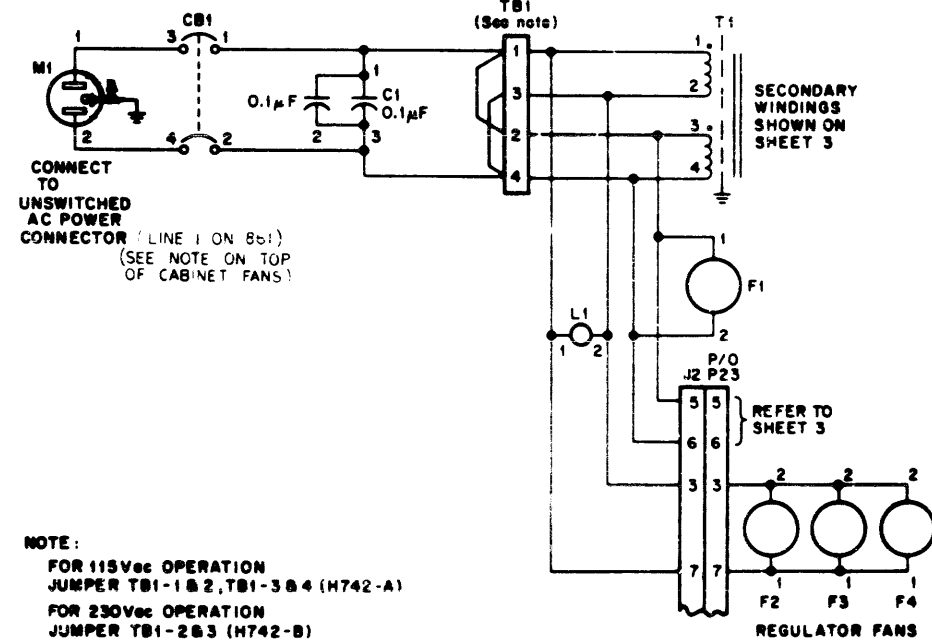 TB1
(See note)
CB1
T1
1
3
1
1
1
M1
1
2
3
SECONDARY
WINDINGS
SHOWN ON
SHEET 3
0.1µF
C1
0.1µF
2
3
2
3
4
2
4
4
2
CONNECT
TO
UNSWITCHED
AC POWER
CONNECTOR (LINE 1 ON 861)
(SEE NOTE ON TOP
OF CABINET FANS)
1
F1
2
L1
1 2
P/O
J2 P23
5 5
6 6
REFER TO
SHEET 3
3 3
2 2 2
7 7
1 1 1
F2 F3 F4
REGULATOR FANS
NOTE:
FOR 115Vac OPERATION
JUMPER TB1-1&2,TB1-3&4 (H742-A)
FOR 230Vac OPERATION
JUMPER TB1-2&3 (H742-B)